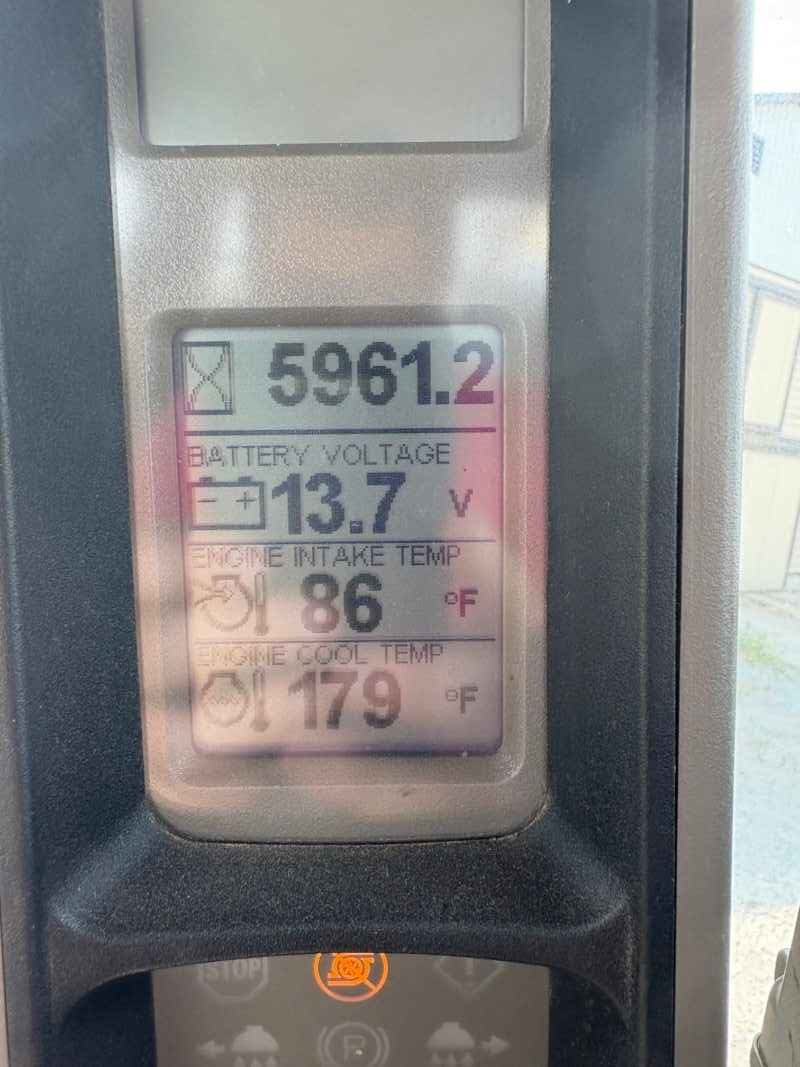 5961.2
BATTERY VOLTAGE
- + 13.7 V
ENGINE INTAKE TEMP
86 °F
ENGINE COOL TEMP
179 °F
STOP !
P